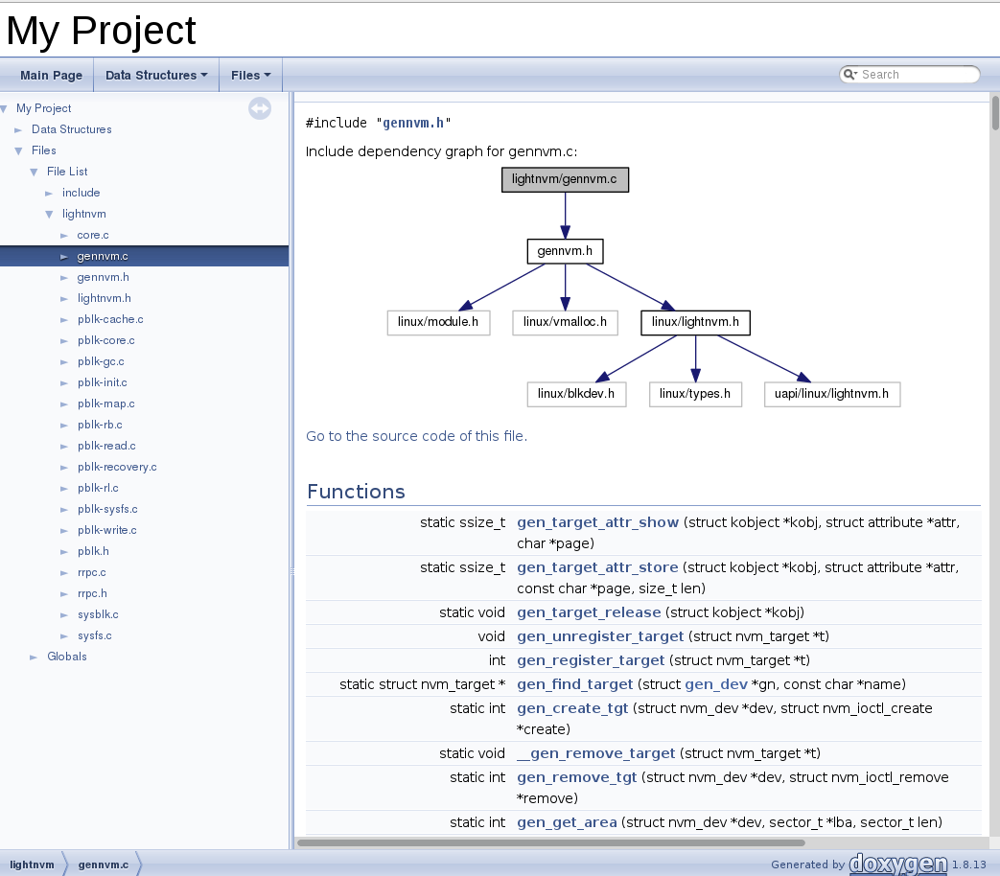 My Project
Main Page
Data Structures
Files
Search
My Project
Data Structures
Files
File List
include
lightnvm
core.c
gennvm.c
gennvm.h
lightnvm.h
pblk-cache.c
pblk-core.c
pblk-gc.c
pblk-init.c
pblk-map.c
pblk-rb.c
pblk-read.c
pblk-recovery.c
pblk-rl.c
pblk-sysfs.c
pblk-write.c
pblk.h
rrpc.c
rrpc.h
sysblk.c
sysfs.c
Globals
#include "gennvm.h"
Include dependency graph for gennvm.c:
lightnvm/gennvm.c
gennvm.h
linux/module.h
linux/vmalloc.h
linux/lightnvm.h
linux/blkdev.h
linux/types.h
uapi/linux/lightnvm.h
Go to the source code of this file.
Functions
static ssize_t gen_target_attr_show (struct kobject *kobj, struct attribute *attr,
char *page)
static ssize_t gen_target_attr_store (struct kobject *kobj, struct attribute *attr,
const char *page, size_t len)
static void gen_target_release (struct kobject *kobj)
void gen_unregister_target (struct nvm_target *t)
int gen_register_target (struct nvm_target *t)
static struct nvm_target * gen_find_target (struct gen_dev *gn, const char *name)
static int gen_create_tgt (struct nvm_dev *dev, struct nvm_ioctl_create
*create)
static void __gen_remove_target (struct nvm_target *t)
static int gen_remove_tgt (struct nvm_dev *dev, struct nvm_ioctl_remove
*remove)
static int gen_get_area (struct nvm_dev *dev, sector_t *lba, sector_t len)
lightnvm
gennvm.c
Generated by doxygen 1.8.13